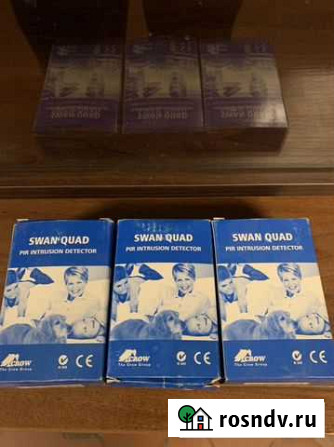 SWAN QUAD
PIR INTRUSION DETECTOR
CROW
The Crow Group
CE
SWAN QUAD
PIR INTRUSION DETECTOR
CROW
The Crow Group
CE
SWAN QUAD
PIR INTRUSION DETECTOR
CROW
The Crow Group
CE
rosndv.ru